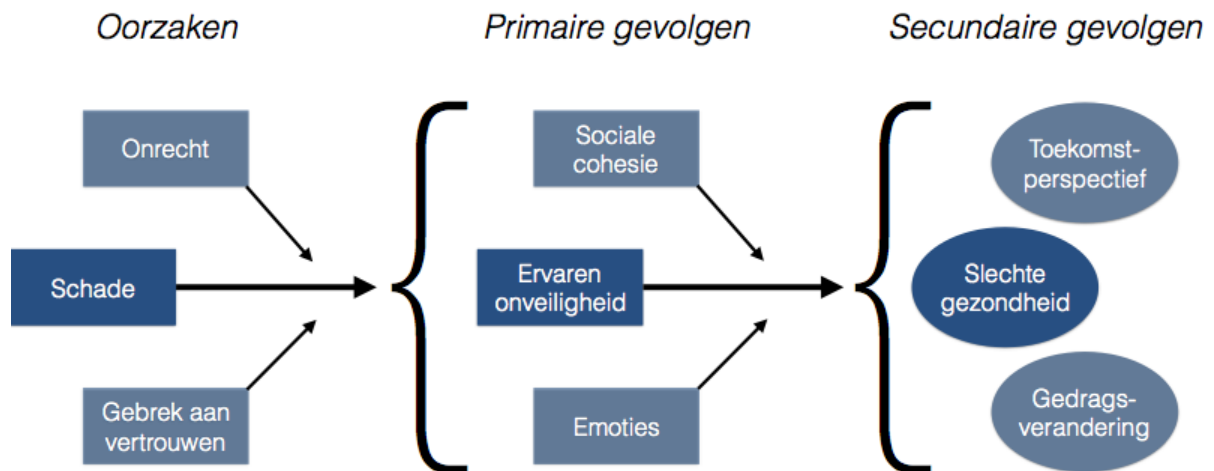 Oorzaken
Primaire gevolgen
Secundaire gevolgen
Onrecht
Schade
Gebrek aan
vertrouwen
Sociale
cohesie
Ervaren
onveiligheid
Emoties
Toekomst-
perspectief
Slechte
gezondheid
Gedrags-
verandering